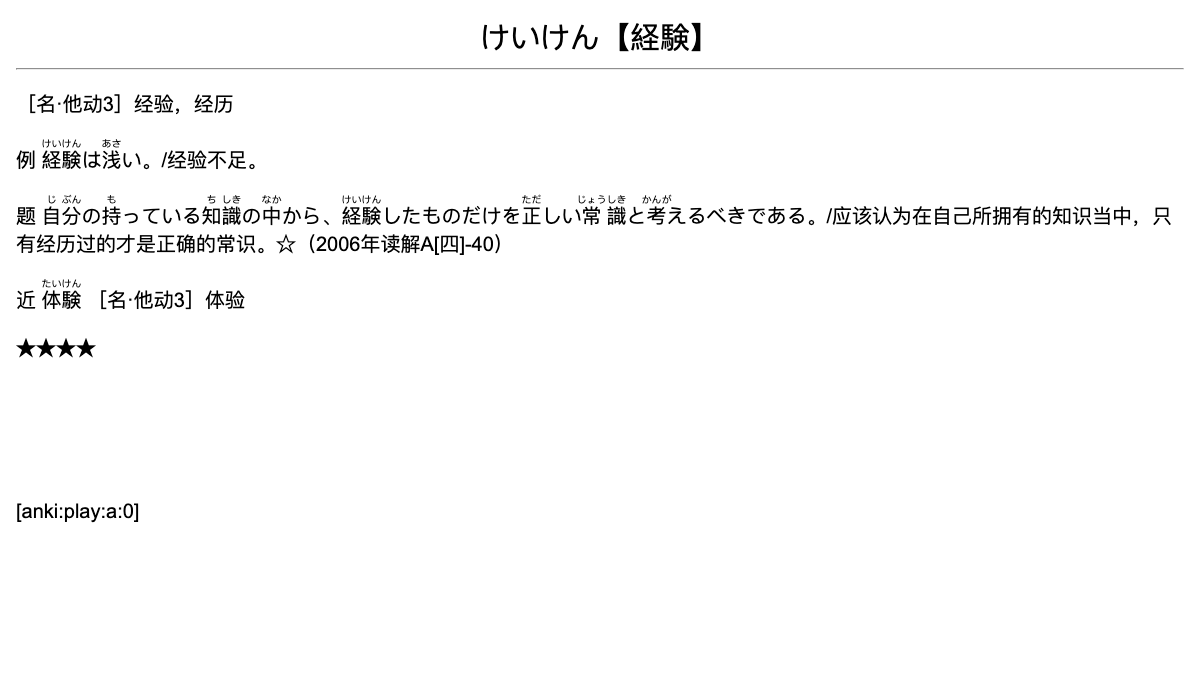 けいけん【経験】
［名·他动3］经验，经历
けいけん あさ
例 経験は浅い。/经验不足。
じ ぶん も ち しき なか けいけん ただ じょうしき かんが
题 自分の持っている知識の中から、経験したものだけを正しい常識と考えるべきである。/应该认为在自己所拥有的知识当中，只
有经历过的才是正确的常识。☆（2006年读解A[四]-40）
たいけん
近 体験 ［名·他动3］体验
★★★★
[anki:play:a:0]